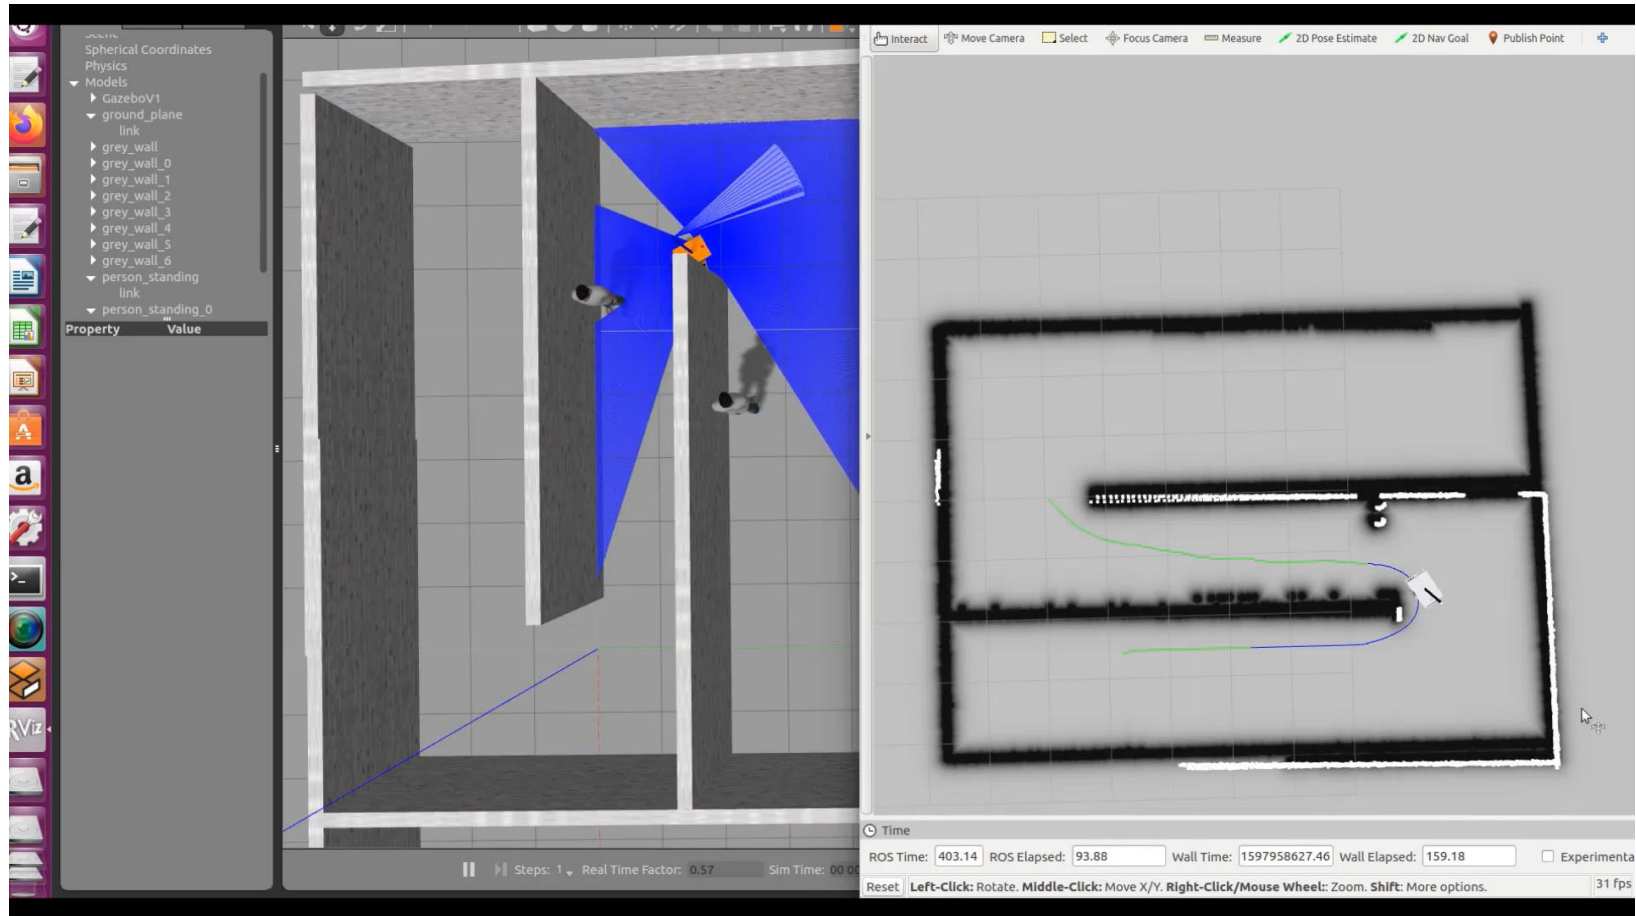 Scene
Spherical Coordinates
Physics
Models
GazeboV1
ground_plane
link
grey_wall
grey_wall_0
grey_wall_1
grey_wall_2
grey_wall_3
grey_wall_4
grey_wall_5
grey_wall_6
person_standing
link
person_standing_0
Property Value
Steps: 1 Real Time Factor: 0.57 Sim Time: 00 00
Interact Move Camera Select Focus Camera Measure 2D Pose Estimate 2D Nav Goal Publish Point
Time
ROS Time: 403.14 ROS Elapsed: 93.88 Wall Time: 1597958627.46 Wall Elapsed: 159.18 Experimenta
Reset Left-Click: Rotate. Middle-Click: Move X/Y. Right-Click/Mouse Wheel:: Zoom. Shift: More options. 31 fps
a
RViz